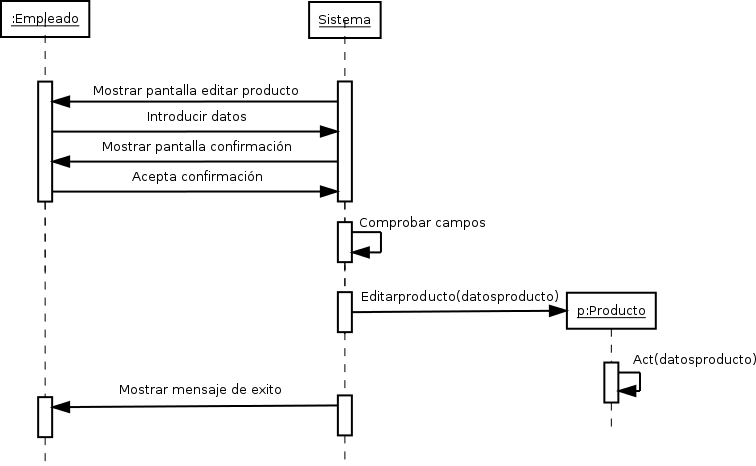 :Empleado
Sistema
Mostrar pantalla editar producto
Introducir datos
Mostrar pantalla confirmación
Acepta confirmación
Comprobar campos
Editarproducto(datosproducto)
p:Producto
Act(datosproducto)
Mostrar mensaje de exito